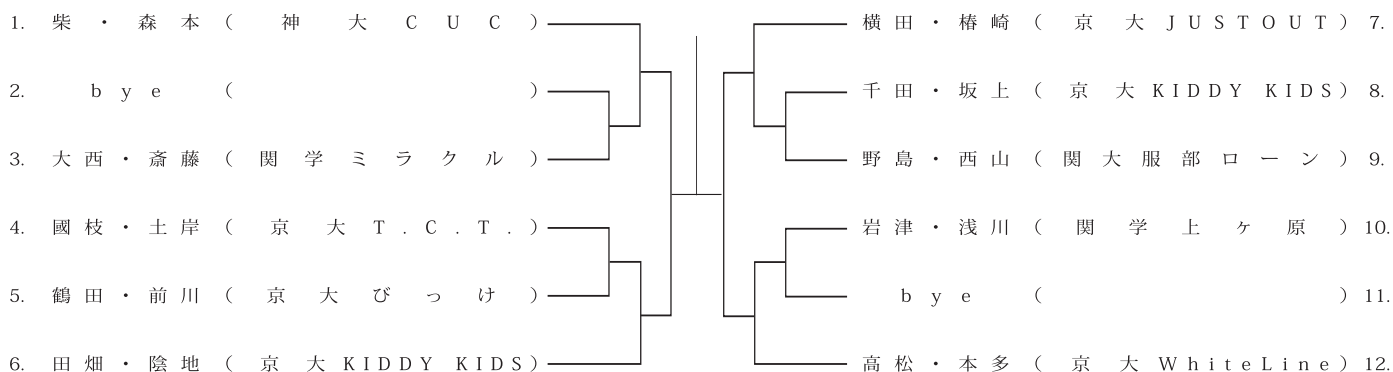 1. 柴・森本(神大CUC)
2. bye ( )
3. 大西・斎藤(関学ミラクル)
4. 國枝・土岸(京大T.C.T.)
5. 鶴田・前川(京大びっけ)
6. 田畑・陰地(京大KIDDY KIDS)
横田・椿崎(京大JUSTOUT) 7.
千田・坂上(京大KIDDY KIDS) 8.
野島・西山(関大服部ローン) 9.
岩津・浅川(関学上ヶ原) 10.
bye ( ) 11.
高松・本多(京大WhiteLine) 12.